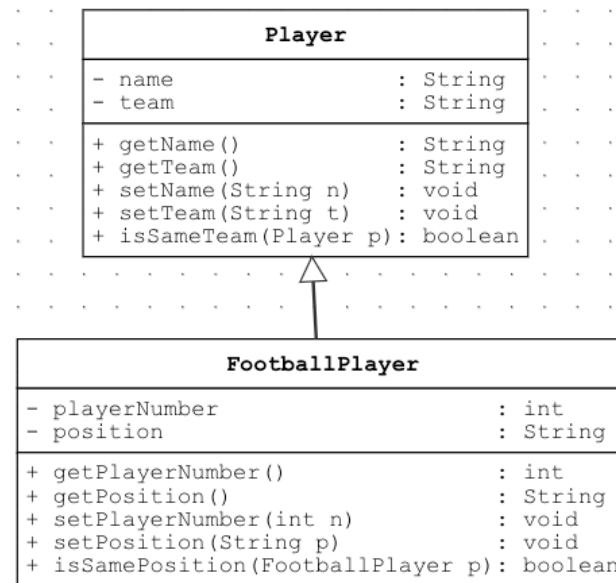 Player
- name : String
- team : String
+ getName() : String
+ getTeam() : String
+ setName(String n) : void
+ setTeam(String t) : void
+ isSameTeam(Player p): boolean
FootballPlayer
- playerNumber : int
- position : String
+ getPlayerNumber() : int
+ getPosition() : String
+ setPlayerNumber(int n) : void
+ setPosition(String p) : void
+ isSamePosition(FootballPlayer p): boolean